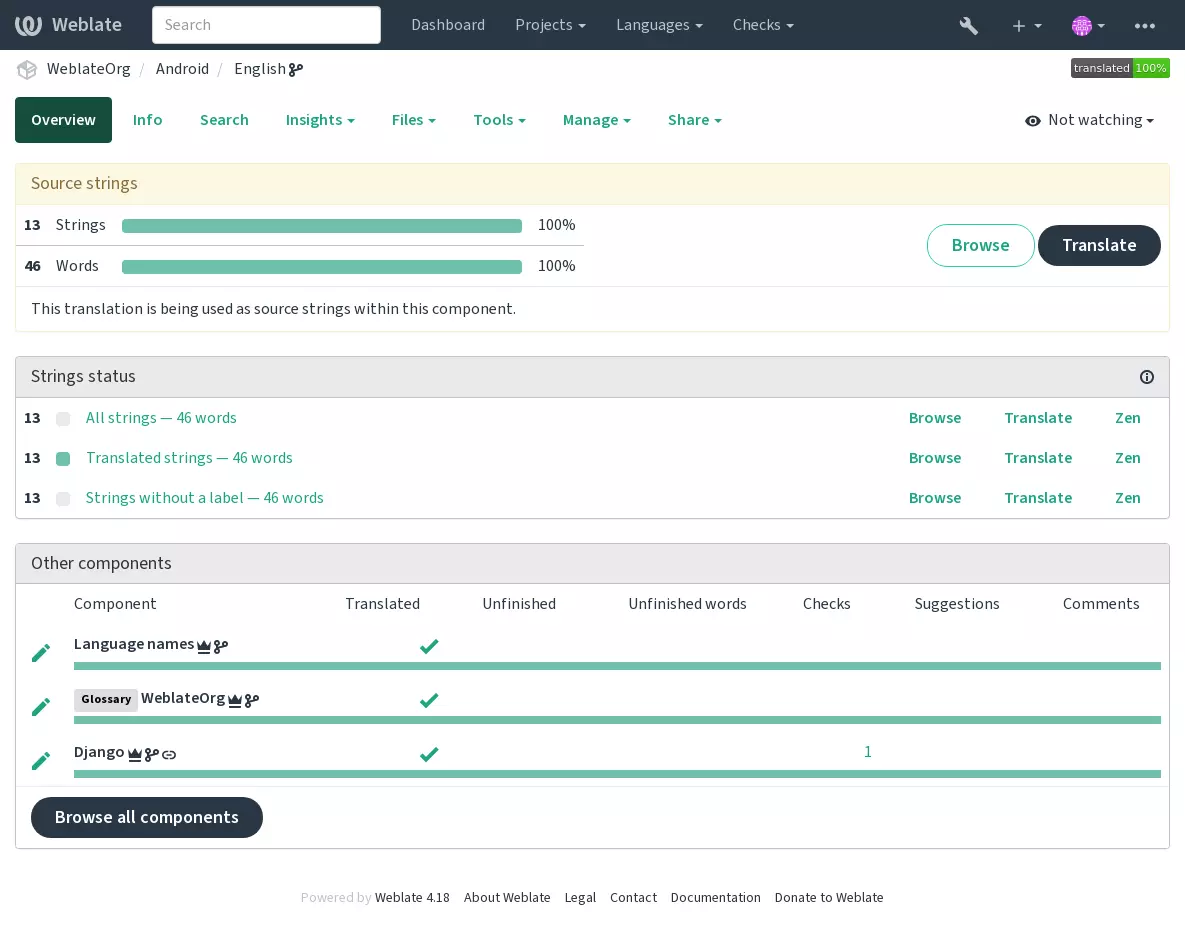 Weblate Search Dashboard Projects Languages Checks
WeblateOrg / Android / English translated 100%
Overview Info Search Insights Files Tools Manage Share Not watching
Source strings
13 Strings 100%
Browse Translate
46 Words 100%
This translation is being used as source strings within this component.
Strings status
13 All strings — 46 words Browse Translate Zen
13 Translated strings — 46 words Browse Translate Zen
13 Strings without a label — 46 words Browse Translate Zen
Other components
Component Translated Unfinished Unfinished words Checks Suggestions Comments
Language names
Glossary WeblateOrg
Django 1
Browse all components
Powered by Weblate 4.18 About Weblate Legal Contact Documentation Donate to Weblate